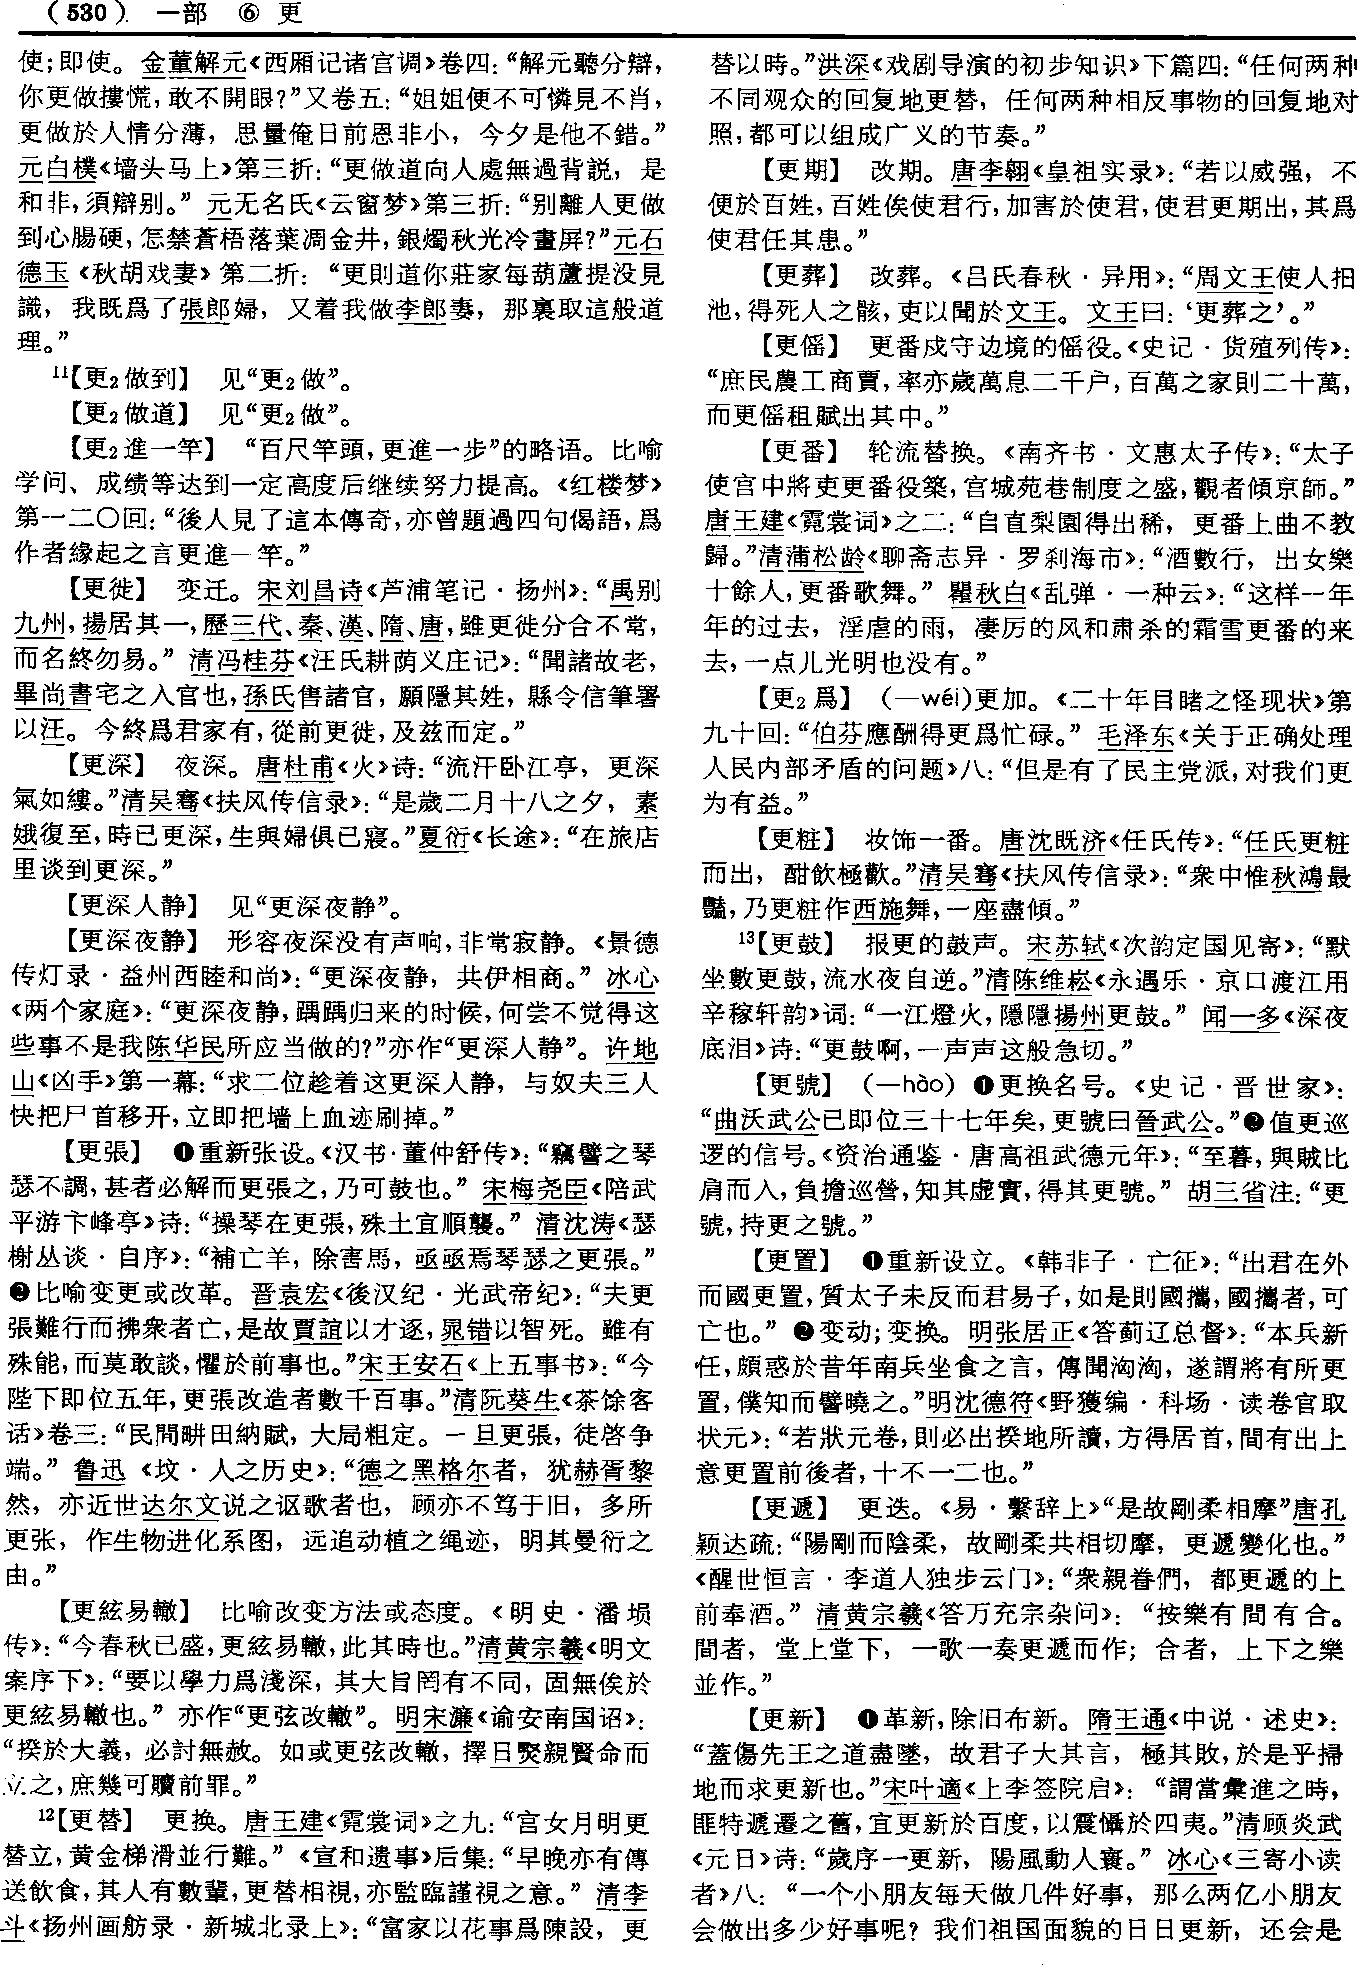 （530） 一部 ⑥ 更
使；即使。金董解元《西厢记诸宫调》卷四：“解元聽分辯，
你更做摟慌，敢不開眼？”又卷五：“姐姐便不可憐見不肖，
更做於人情分薄，思量俺日前恩非小，今夕是他不錯。”
元白樸《墙头马上》第三折：“更做道向人處無過背説，是
和非，須辯别。”元无名氏《云窗梦》第三折：“别離人更做
到心腸硬，怎禁蒼梧落葉凋金井，銀燭秋光冷畫屏？”元石
德玉《秋胡戏妻》第二折：“更則道你莊家每葫蘆提没見
識，我既爲了張郎婦，又着我做李郎妻，那裏取這般道
理。”
11【更₂做到】 见“更₂做”。
【更₂做道】 见“更₂做”。
【更₂進一竿】 “百尺竿頭，更進一步”的略语。比喻
学问、成绩等达到一定高度后继续努力提高。《红楼梦》
第一二〇回：“後人見了這本傳奇，亦曾題過四句偈語，爲
作者緣起之言更進一竿。”
【更徙】 变迁。宋刘昌诗《芦浦笔记·扬州》：“禹别
九州，揚居其一，歷三代、秦、漢、隋、唐，雖更徙分合不常，
而名終勿易。”清冯桂芬《汪氏耕荫义庄记》：“聞諸故老，
畢尚書宅之入官也，孫氏售諸官，願隱其姓，縣令信筆署
以汪。今終爲君家有，從前更徙，及兹而定。”
【更深】 夜深。唐杜甫《火》诗：“流汗卧江亭，更深
氣如縷。”清吴骞《扶风传信录》：“是歲二月十八之夕，素
娥復至，時已更深，生與婦俱已寢。”夏衍《长途》：“在旅店
里谈到更深。”
【更深人静】 见“更深夜静”。
【更深夜静】 形容夜深没有声响，非常寂静。《景德
传灯录·益州西睦和尚》：“更深夜静，共伊相商。”冰心
《两个家庭》：“更深夜静，踽踽归来的时候，何尝不觉得这
些事不是我陈华民所应当做的？”亦作“更深人静”。许地
山《凶手》第一幕：“求二位趁着这更深人静，与奴夫三人
快把尸首移开，立即把墙上血迹刷掉。”
【更張】 ❶重新张设。《汉书·董仲舒传》：“竊譬之琴
瑟不調，甚者必解而更張之，乃可鼓也。”宋梅尧臣《陪武
平游卞峰亭》诗：“操琴在更張，殊土宜順襲。”清沈涛《瑟
榭丛谈·自序》：“補亡羊，除害馬，亟亟焉琴瑟之更張。”
❷比喻变更或改革。晋袁宏《後汉纪·光武帝纪》：“夫更
張難行而拂衆者亡，是故賈誼以才逐，晁错以智死。雖有
殊能，而莫敢談，懼於前事也。”宋王安石《上五事书》：“今
陛下即位五年，更張改造者數千百事。”清阮葵生《茶馀客
话》卷三：“民間畊田納賦，大局粗定。一旦更張，徒啓争
端。”鲁迅《坟·人之历史》：“德之黑格尔者，犹赫胥黎
然，亦近世达尔文说之讴歌者也，顾亦不笃于旧，多所
更张，作生物进化系图，远追动植之绳迹，明其曼衍之
由。”
【更絃易轍】 比喻改变方法或态度。《明史·潘埙
传》：“今春秋已盛，更絃易轍，此其時也。”清黄宗羲《明文
案序下》：“要以學力爲淺深，其大旨罔有不同，固無俟於
更絃易轍也。”亦作“更弦改轍”。明宋濂《谕安南国诏》：
“揆於大義，必討無赦。如或更弦改轍，擇日煚親賢命而
立之，庶幾可贖前罪。”
12【更替】 更换。唐王建《霓裳词》之九：“宫女月明更
替立，黄金梯滑並行難。”《宣和遗事》后集：“早晚亦有傳
送飲食，其人有數輩，更替相視，亦監臨謹視之意。”清李
斗《扬州画舫录·新城北录上》：“富家以花事爲陳設，更
替以時。”洪深《戏剧导演的初步知识》下篇四：“任何两种
不同观众的回复地更替，任何两种相反事物的回复地对
照，都可以组成广义的节奏。”
【更期】 改期。唐李翱《皇祖实录》：“若以威强，不
便於百姓，百姓俟使君行，加害於使君，使君更期出，其爲
使君任其患。”
【更葬】 改葬。《吕氏春秋·异用》：“周文王使人抇
池，得死人之骸，吏以聞於文王。文王曰：‘更葬之’。”
【更傜】 更番戍守边境的傜役。《史记·货殖列传》：
“庶民農工商賈，率亦歲萬息二千户，百萬之家則二十萬，
而更傜租賦出其中。”
【更番】 轮流替换。《南齐书·文惠太子传》：“太子
使宫中將吏更番役築，宫城苑巷制度之盛，觀者傾京師。”
唐王建《霓裳词》之二：“自直梨園得出稀，更番上曲不教
歸。”清蒲松龄《聊斋志异·罗刹海市》：“酒數行，出女樂
十餘人，更番歌舞。”瞿秋白《乱弹·一种云》：“这样一年
年的过去，淫虐的雨，凄厉的风和肃杀的霜雪更番的来
去，一点儿光明也没有。”
【更₂爲】 （—wéi）更加。《二十年目睹之怪现状》第
九十回：“伯芬應酬得更爲忙碌。”毛泽东《关于正确处理
人民内部矛盾的问题》八：“但是有了民主党派，对我们更
为有益。”
【更粧】 妆饰一番。唐沈既济《任氏传》：“任氏更粧
而出，酣飲極歡。”清吴骞《扶风传信录》：“衆中惟秋鴻最
豔，乃更粧作西施舞，一座盡傾。”
13【更鼓】 报更的鼓声。宋苏轼《次韵定国见寄》：“默
坐數更鼓，流水夜自逆。”清陈维崧《永遇乐·京口渡江用
辛稼轩韵》词：“一江燈火，隱隱揚州更鼓。”闻一多《深夜
底泪》诗：“更鼓啊，一声声这般急切。”
【更號】 （—hào）❶更换名号。《史记·晋世家》：
“曲沃武公已即位三十七年矣，更號曰晉武公。”❷值更巡
逻的信号。《资治通鉴·唐高祖武德元年》：“至暮，與賊比
肩而入，負擔巡營，知其虚實，得其更號。”胡三省注：“更
號，持更之號。”
【更置】 ❶重新设立。《韩非子·亡征》：“出君在外
而國更置，質太子未反而君易子，如是則國攜，國攜者，可
亡也。”❷变动；变换。明张居正《答蓟辽总督》：“本兵新
任，頗惑於昔年南兵坐食之言，傳聞洶洶，遂謂將有所更
置，僕知而譬曉之。”明沈德符《野獲编·科场·读卷官取
状元》：“若狀元卷，則必出揆地所讀，方得居首，間有出上
意更置前後者，十不一二也。”
【更遞】 更迭。《易·繫辞上》“是故剛柔相摩”唐孔
颖达疏：“陽剛而陰柔，故剛柔共相切摩，更遞變化也。”
《醒世恒言·李道人独步云门》：“衆親眷們，都更遞的上
前奉酒。”清黄宗羲《答万充宗杂问》：“按樂有間有合。
間者，堂上堂下，一歌一奏更遞而作；合者，上下之樂
並作。”
【更新】 ❶革新，除旧布新。隋王通《中说·述史》：
“蓋傷先王之道盡墜，故君子大其言，極其敗，於是乎掃
地而求更新也。”宋叶適《上李签院启》：“謂當彙進之時，
匪特遞遷之舊，宜更新於百度，以震懾於四夷。”清顾炎武
《元日》诗：“歲序一更新，陽風動人寰。”冰心《三寄小读
者》八：“一个小朋友每天做几件好事，那么两亿小朋友
会做出多少好事呢？我们祖国面貌的日日更新，还会是